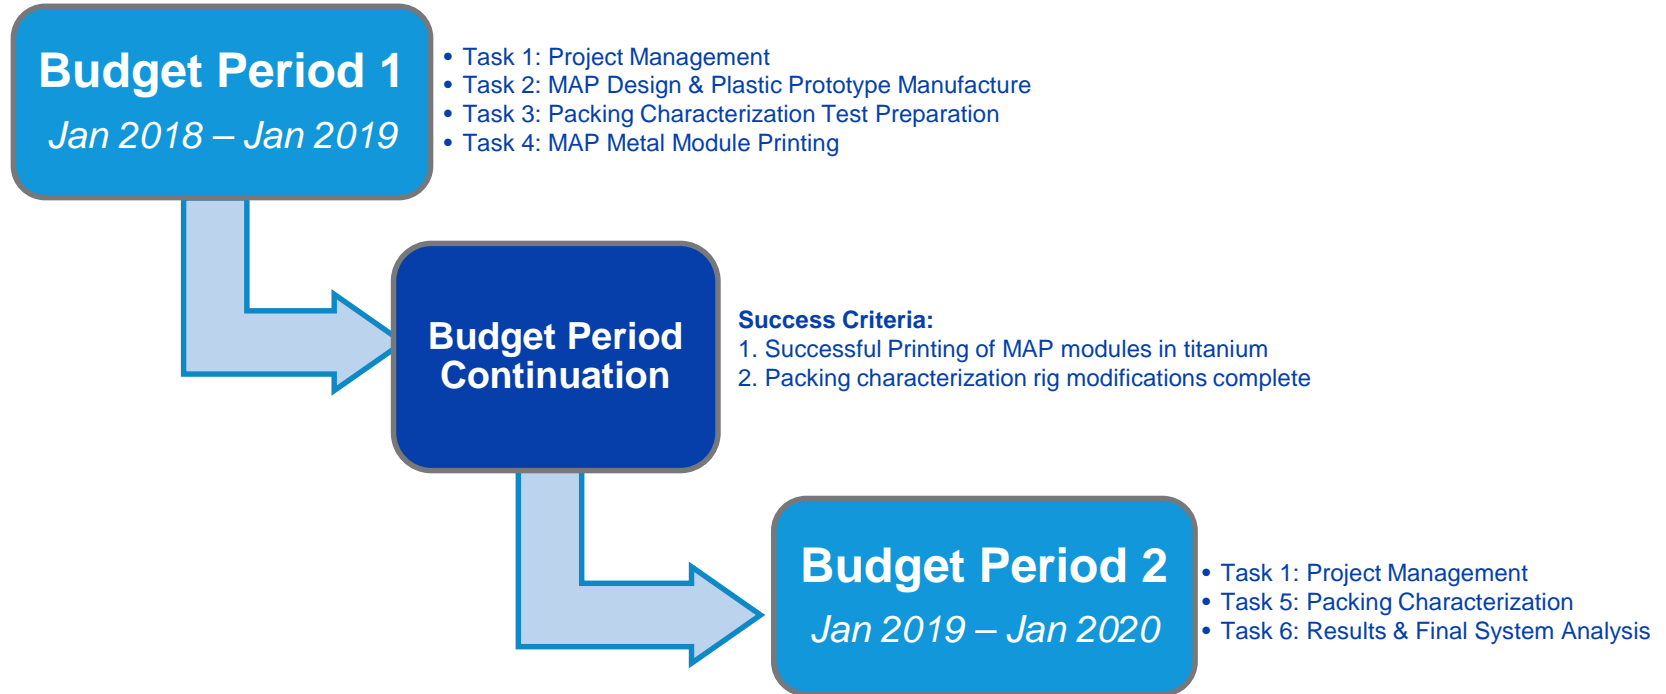 Budget Period 1
Jan 2018 – Jan 2019
• Task 1: Project Management
• Task 2: MAP Design & Plastic Prototype Manufacture
• Task 3: Packing Characterization Test Preparation
• Task 4: MAP Metal Module Printing
Budget Period
Continuation
Success Criteria:
1. Successful Printing of MAP modules in titanium
2. Packing characterization rig modifications complete
Budget Period 2
Jan 2019 – Jan 2020
• Task 1: Project Management
• Task 5: Packing Characterization
• Task 6: Results & Final System Analysis